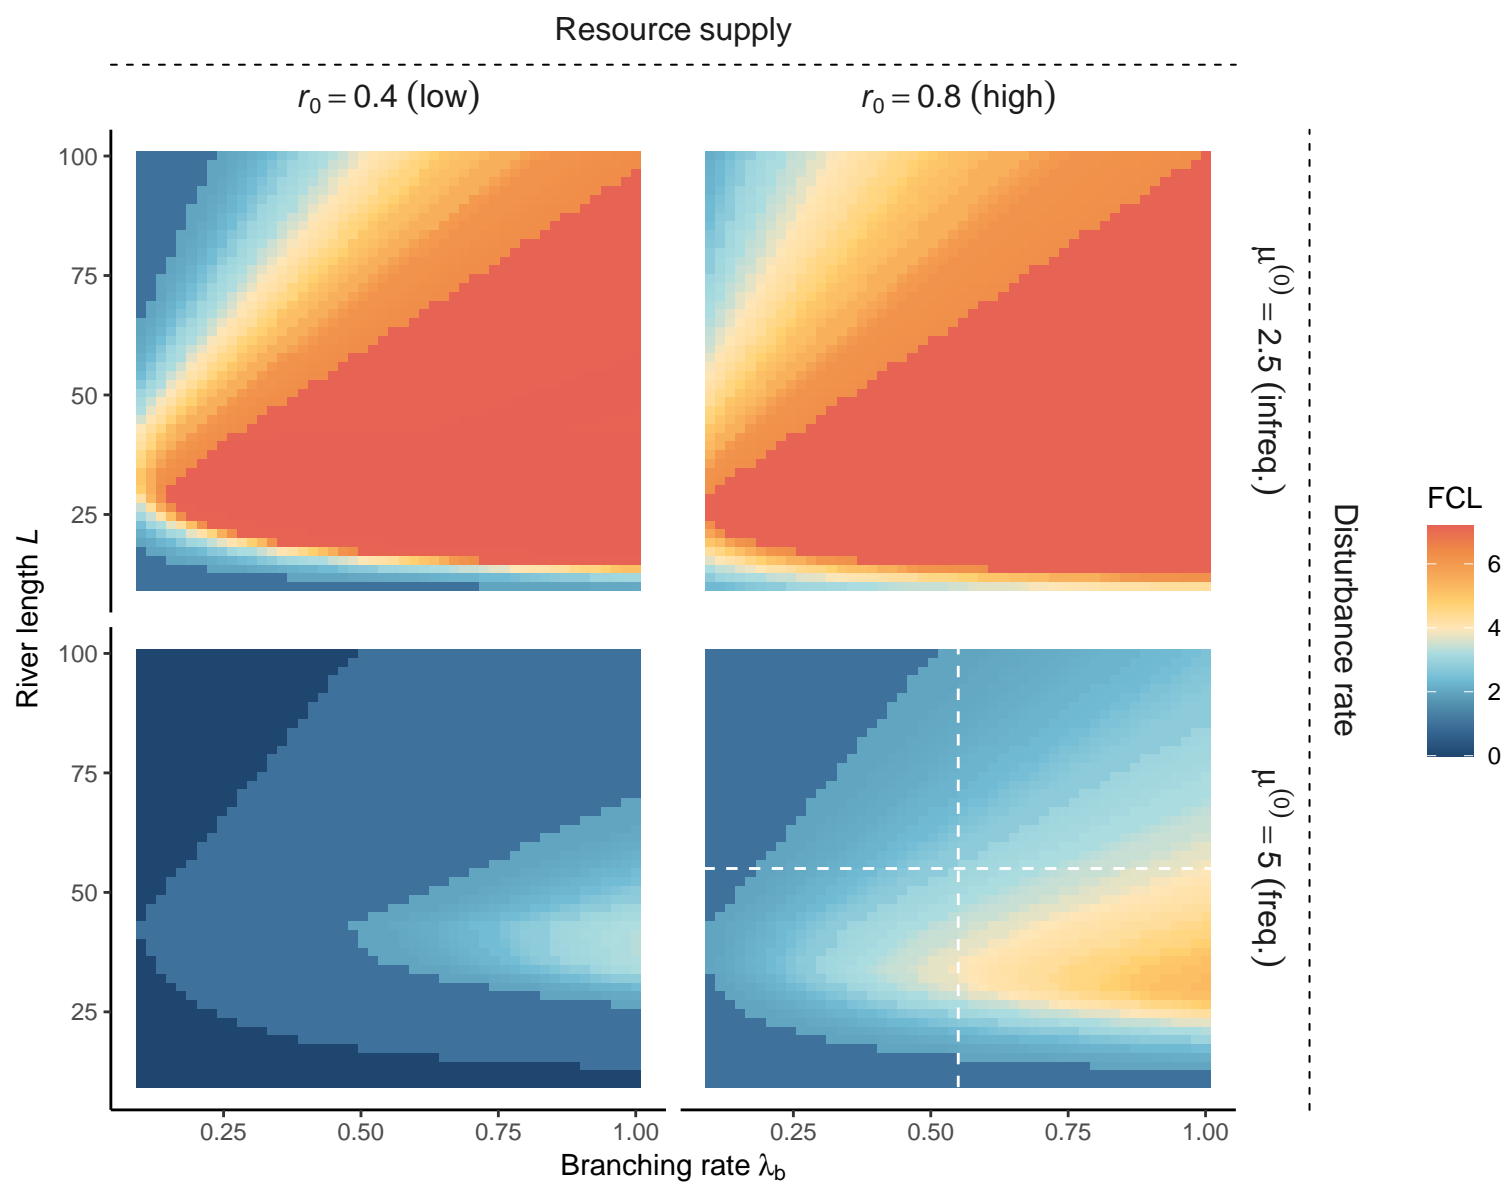 Resource supply
r₀ = 0.4 (low)
r₀ = 0.8 (high)
100
75
50
25
μ⁽⁰⁾ = 2.5 (infreq.)
River length L
Disturbance rate
FCL
6
4
2
0
100
75
50
25
μ⁽⁰⁾ = 5 (freq.)
0.25 0.50 0.75 1.00 0.25 0.50 0.75 1.00
Branching rate λb